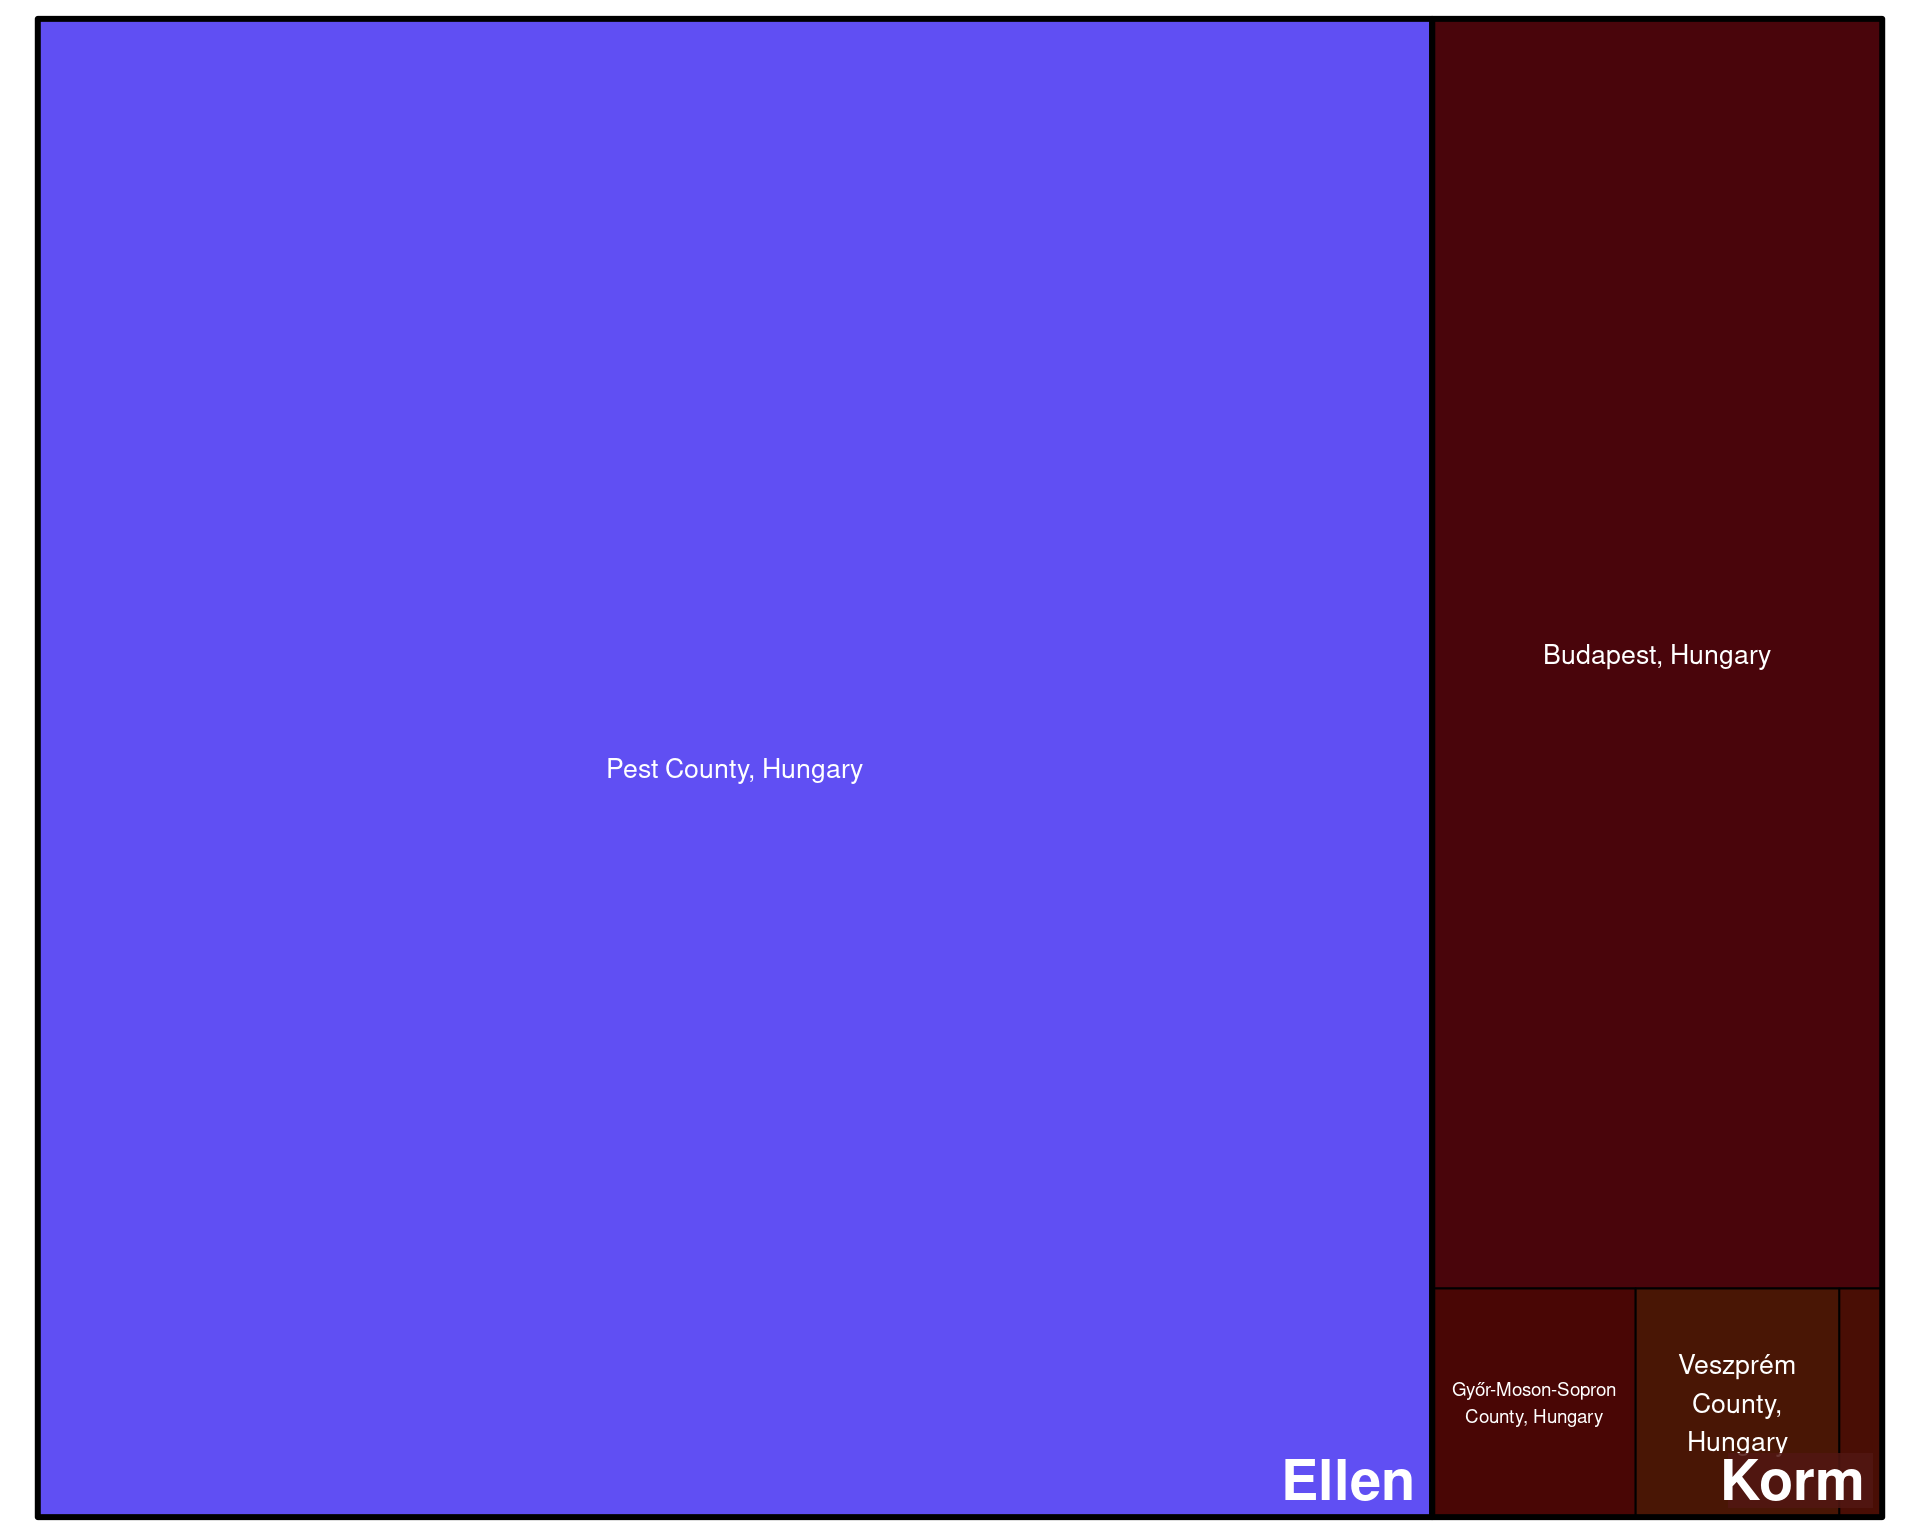 Pest County, Hungary
Ellen
Budapest, Hungary
Győr-Moson-Sopron
County, Hungary
Veszprém
County,
Hungary
Korm